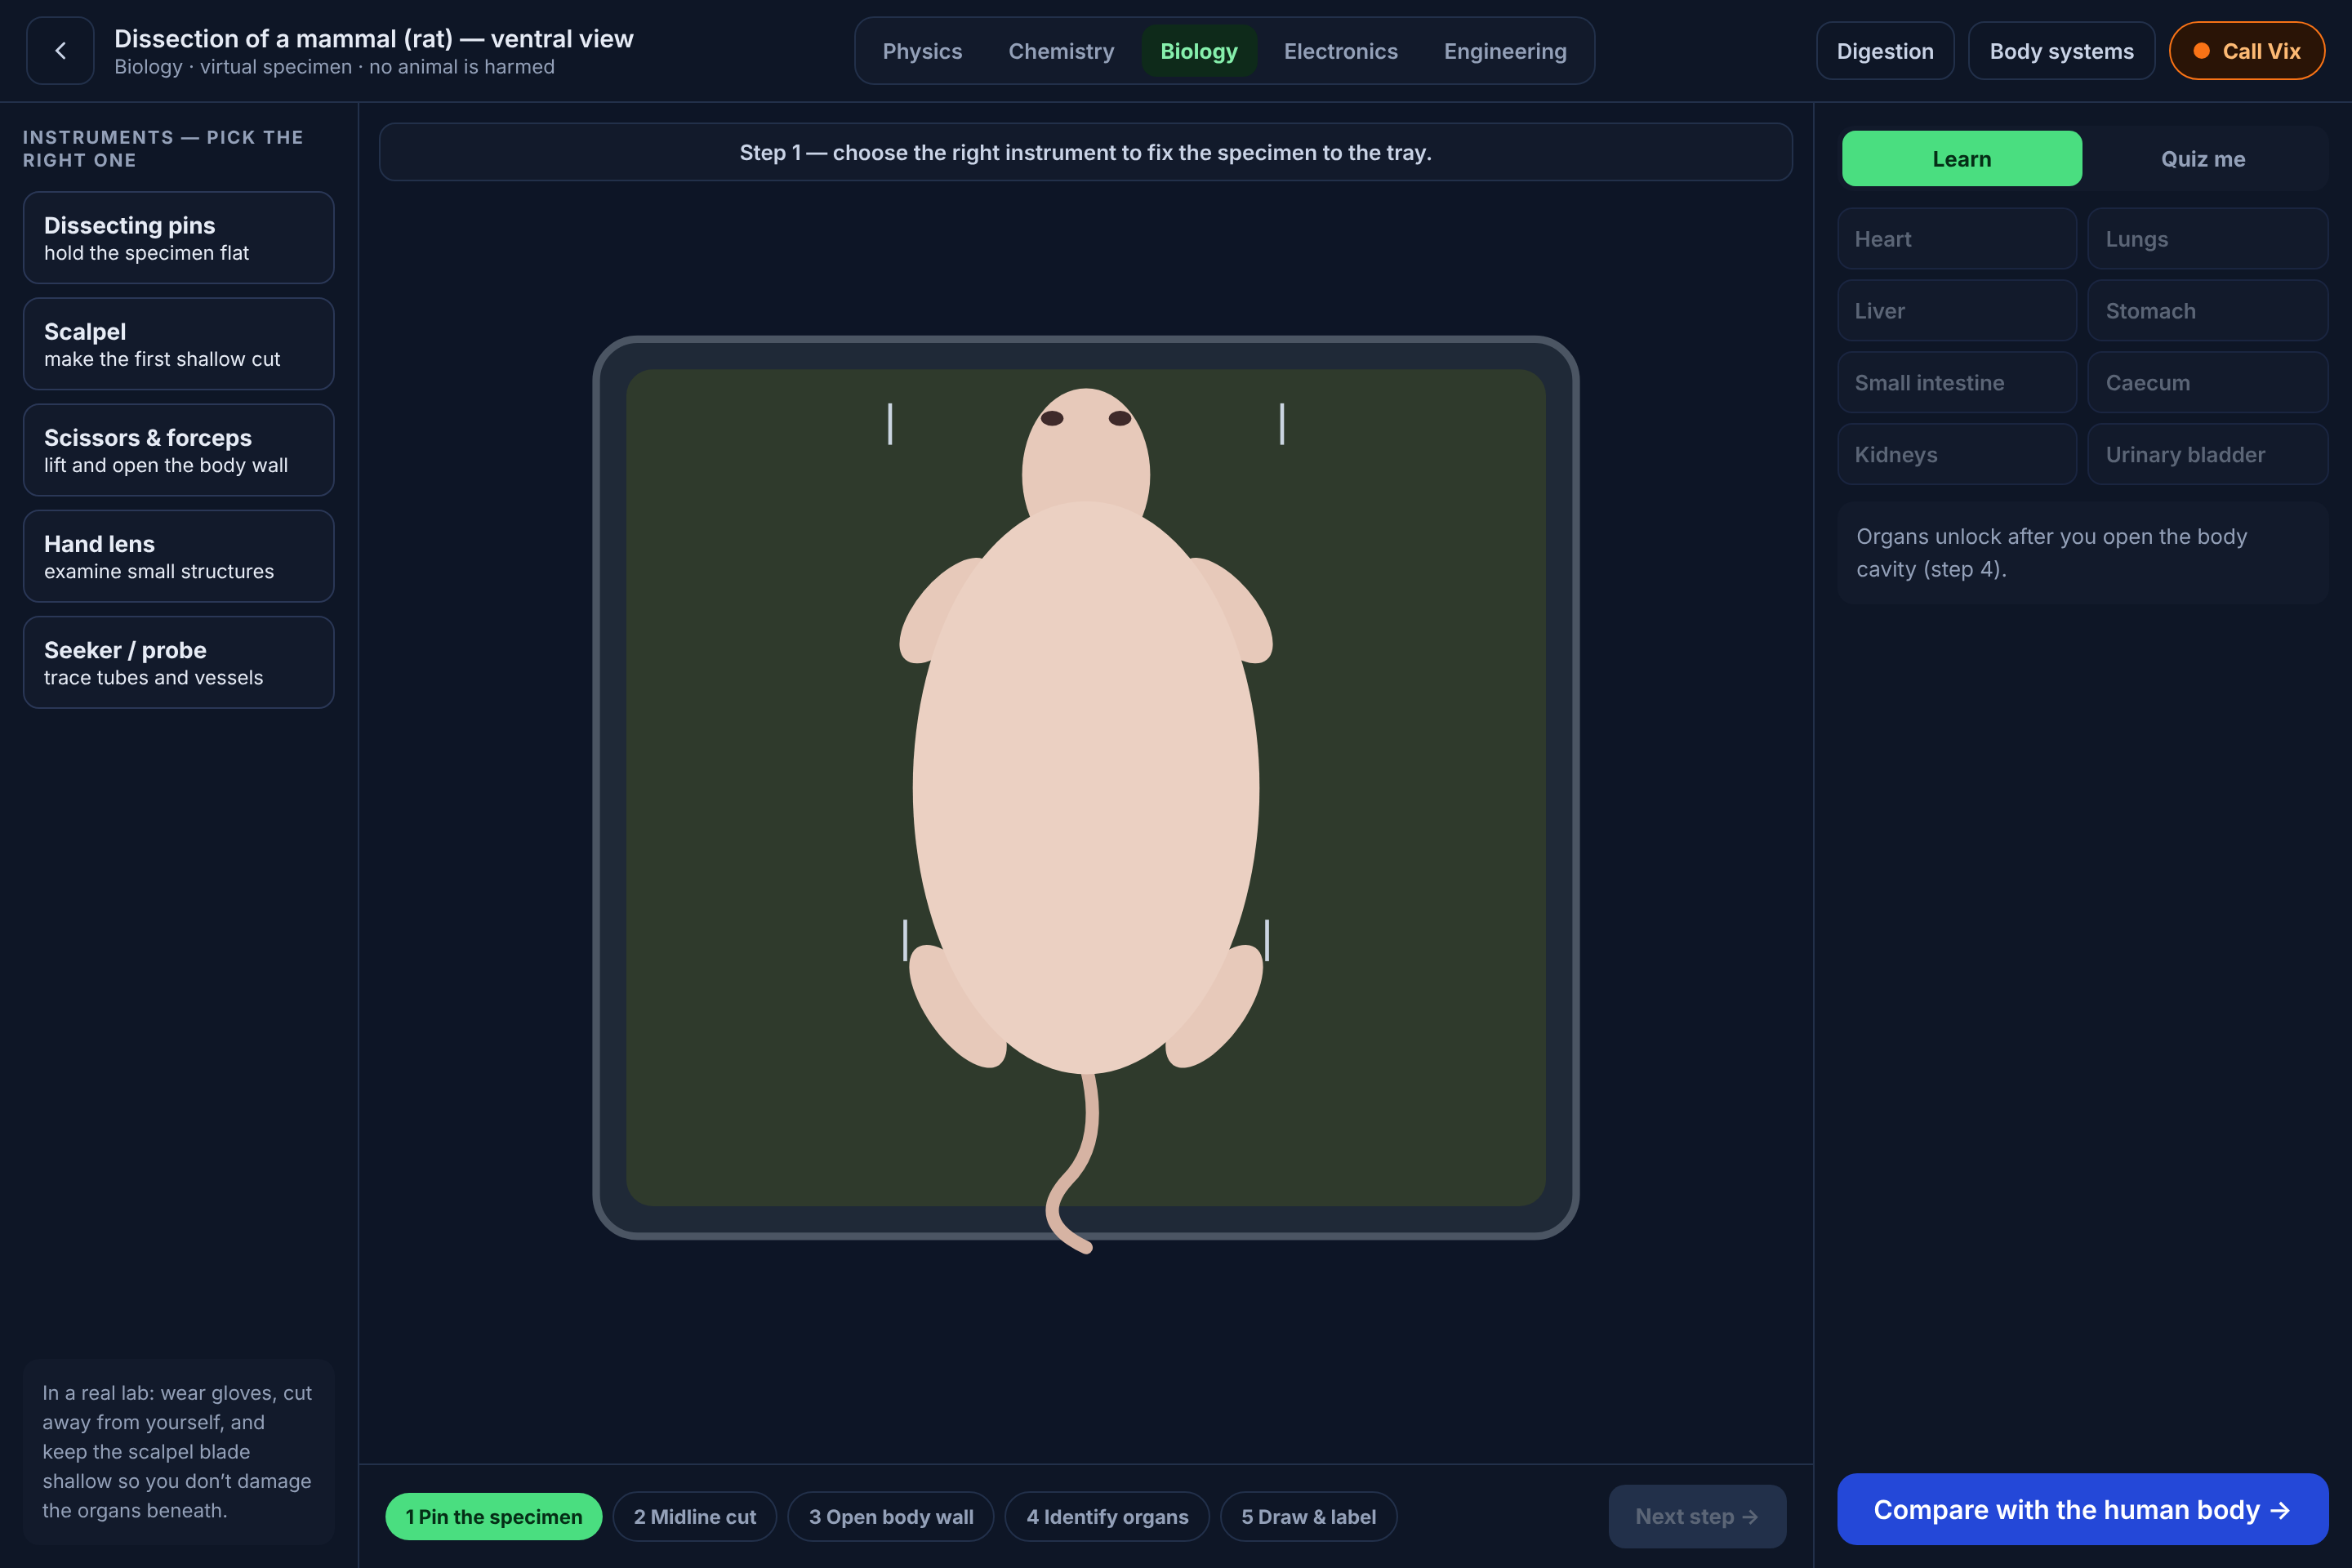 Dissection of a mammal (rat) — ventral view
Biology · virtual specimen · no animal is harmed
Physics
Chemistry
Biology
Electronics
Engineering
Digestion
Body systems
Call Vix
INSTRUMENTS — PICK THE
RIGHT ONE
Dissecting pins
hold the specimen flat
Scalpel
make the first shallow cut
Scissors & forceps
lift and open the body wall
Hand lens
examine small structures
Seeker / probe
trace tubes and vessels
In a real lab: wear gloves, cut
away from yourself, and
keep the scalpel blade
shallow so you don’t damage
the organs beneath.
Step 1 — choose the right instrument to fix the specimen to the tray.
1 Pin the specimen
2 Midline cut
3 Open body wall
4 Identify organs
5 Draw & label
Next step →
Learn
Quiz me
Heart
Lungs
Liver
Stomach
Small intestine
Caecum
Kidneys
Urinary bladder
Organs unlock after you open the body
cavity (step 4).
Compare with the human body →